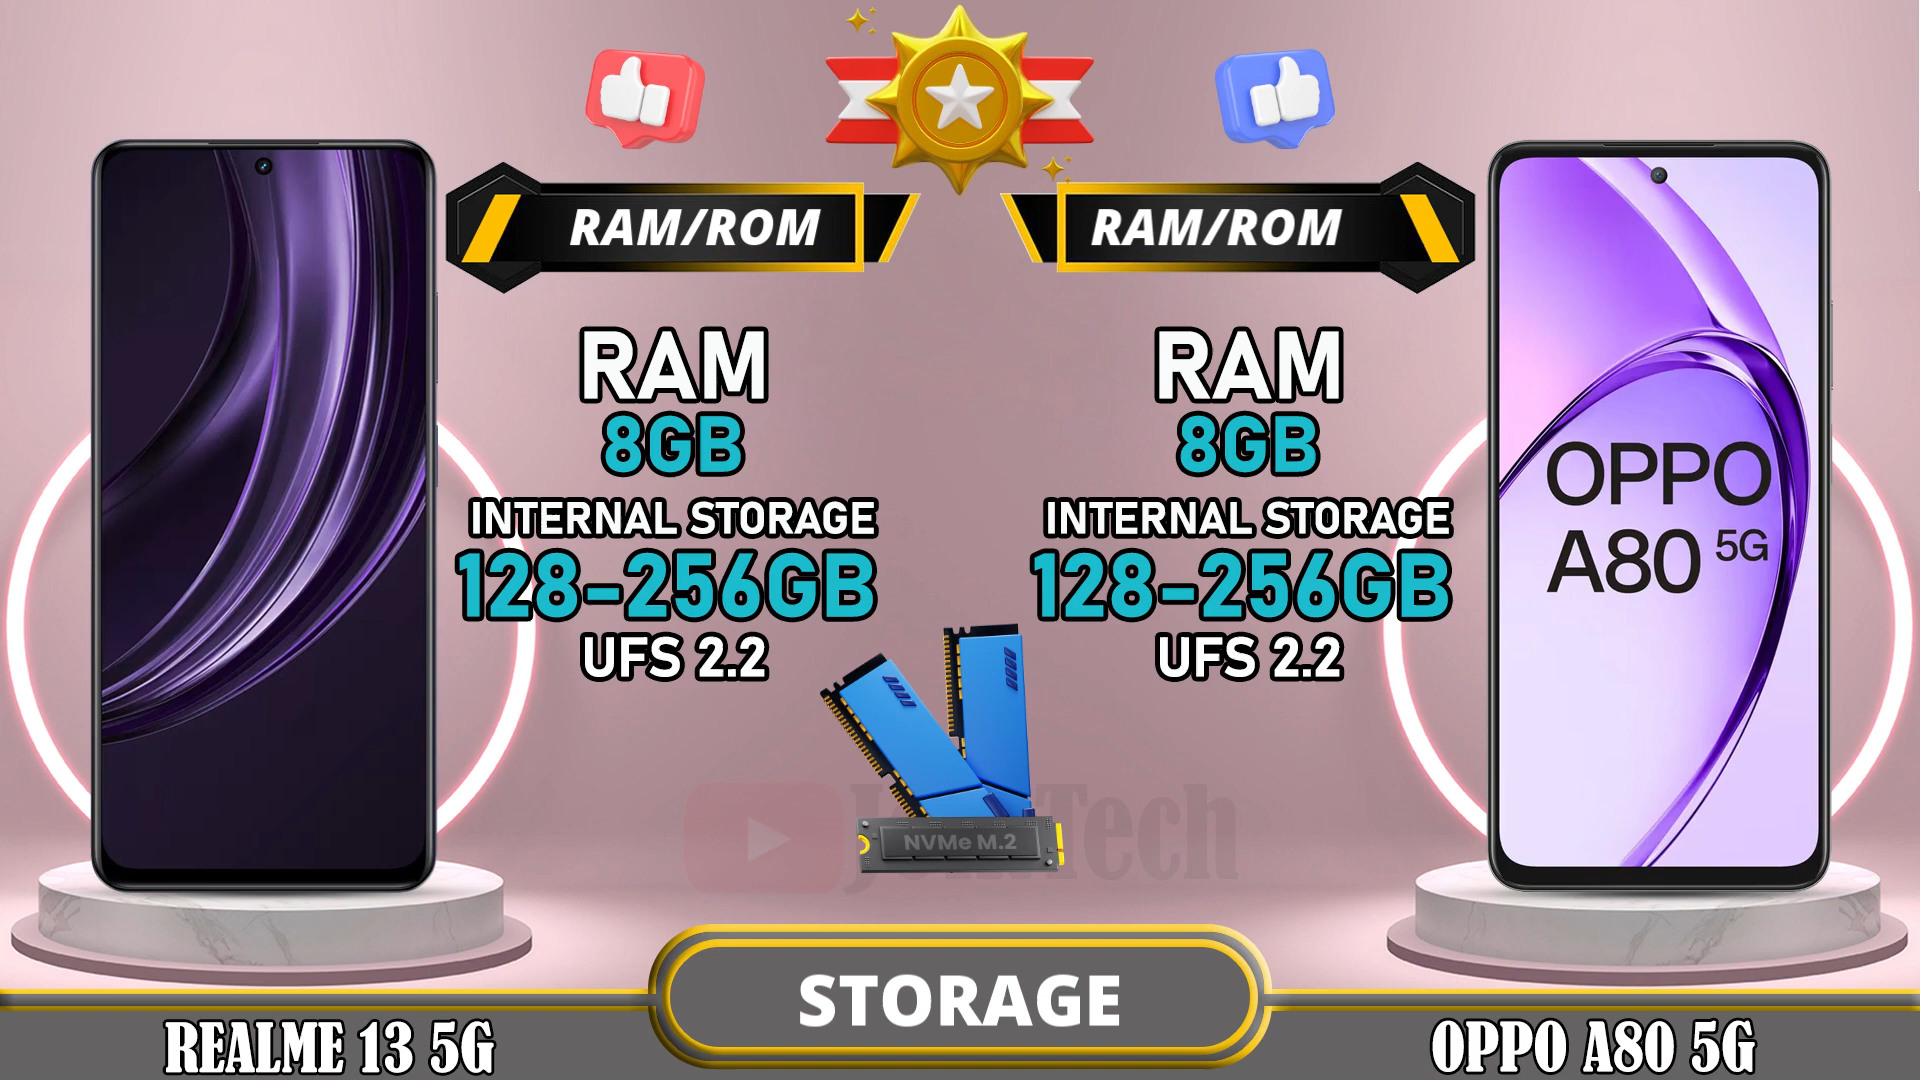 RAM/ROM
RAM
8GB
INTERNAL STORAGE
128-256GB
UFS 2.2
RAM/ROM
RAM
8GB
INTERNAL STORAGE
128-256GB
UFS 2.2
OPPO
A80 5G
NVMe M.2
Tech
STORAGE
REALME 13 5G
OPPO A80 5G